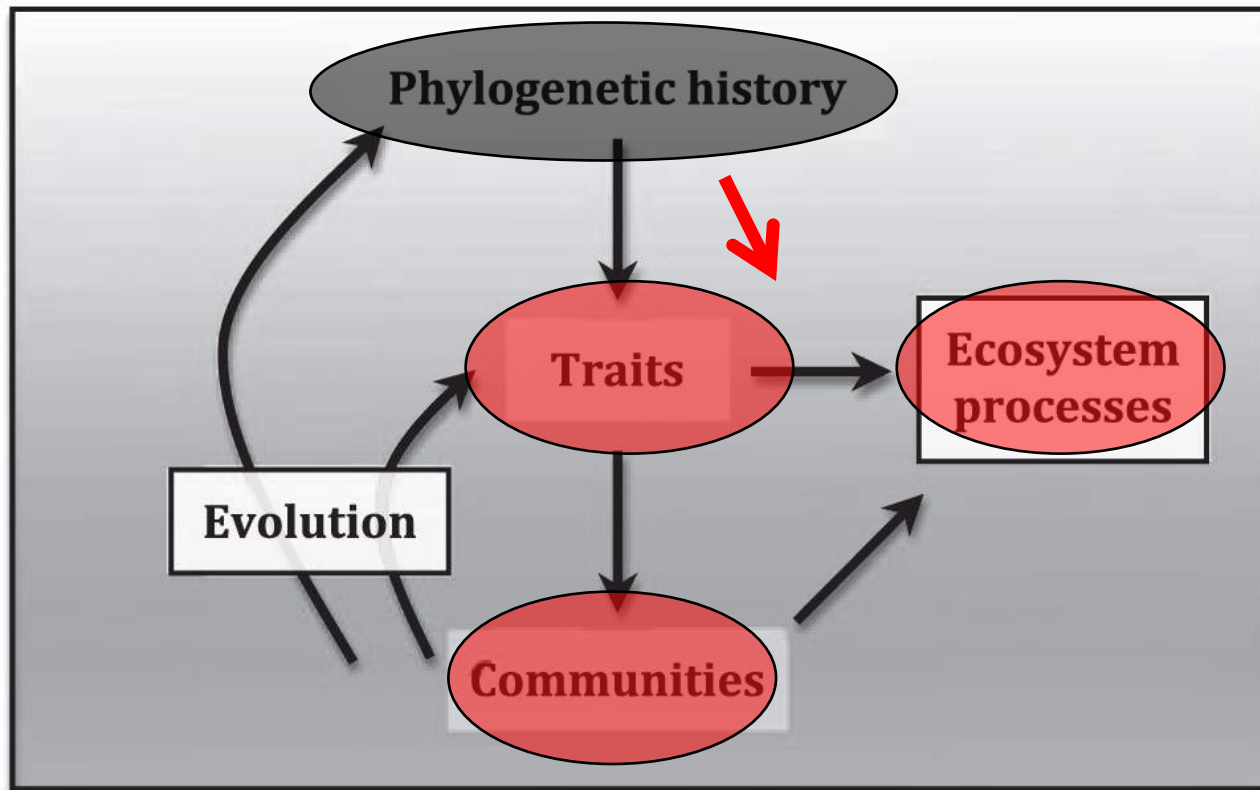 Phylogenetic history
Traits
Ecosystem
processes
Evolution
Communities